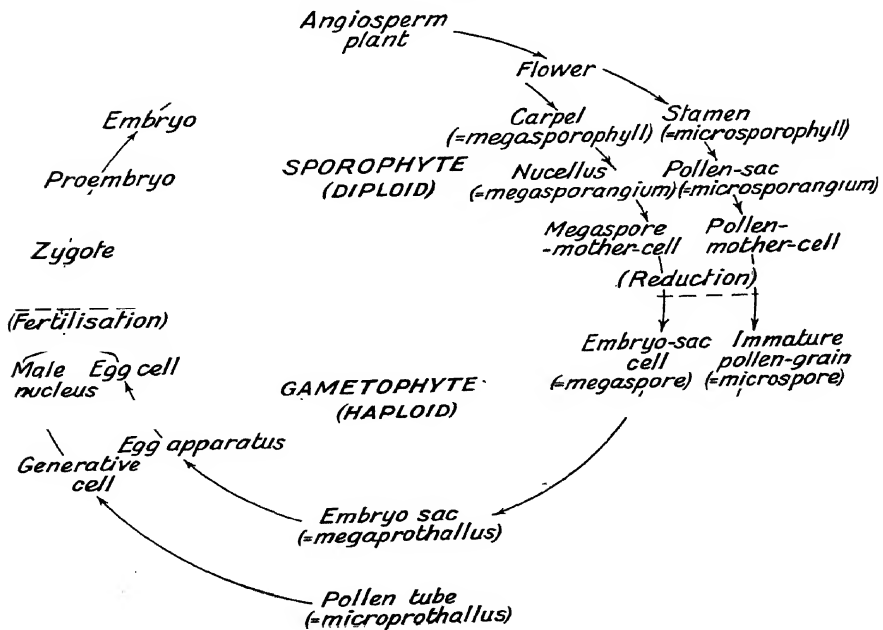 Angiosperm
plant
Flower
Carpel
(=megasporophyll)
Stamen
(=microsporophyll)
Embryo
Proembryo
SPOROPHYTE
(DIPLOID)
Nucellus
(=megasporangium)
Pollen-sac
(=microsporangium)
Megaspore
-mother-cell
Pollen-
mother-cell
Zygote
(Reduction)
(Fertilisation)
Male
nucleus
Egg cell
GAMETOPHYTE
(HAPLOID)
Embryo-sac
cell
(=megaspore)
Immature
pollen-grain
(=microspore)
Egg apparatus
Generative
cell
Embryo sac
(=megaprothallus)
Pollen tube
(=microprothallus)